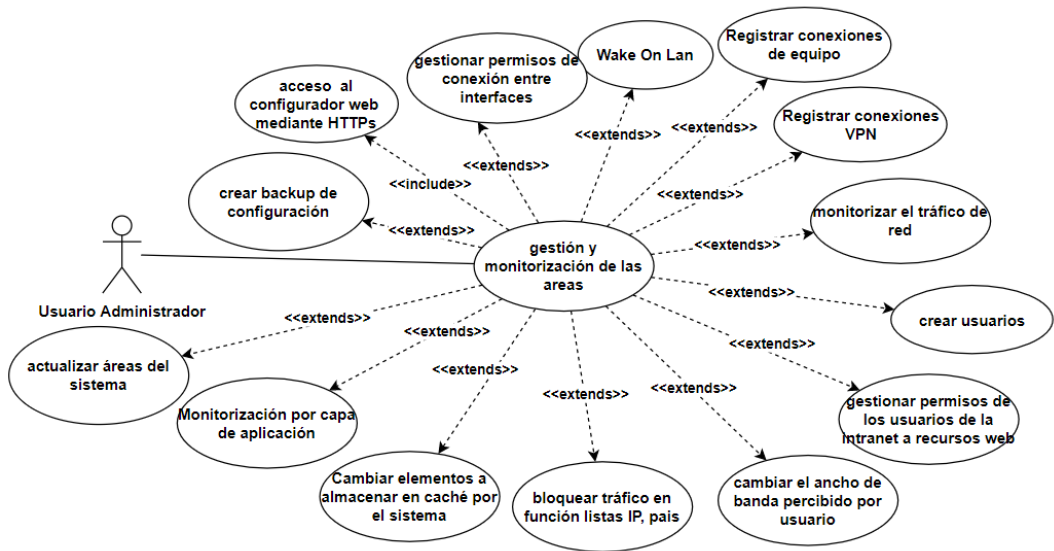 Registrar conexiones
de equipo
Wake On Lan
gestionar permisos de
conexión entre
interfaces
acceso al
configurador web
mediante HTTPs
Registrar conexiones
VPN
<<extends>>
<<extends>>
<<extends>>
<<include>>
<<extends>>
crear backup de
configuración
monitorizar el tráfico de
red
<<extends>>
<<extends>>
gestión y
monitorización de las
areas
<<extends>>
Usuario Administrador
<<extends>>
crear usuarios
<<extends>>
<<extends>>
actualizar áreas del
sistema
<<extends>>
<<extends>>
<<extends>>
Monitorización por capa
de aplicación
gestionar permisos de
los usuarios de la
intranet a recursos web
Cambiar elementos a
almacenar en caché por
el sistema
bloquear tráfico en
función listas IP, pais
cambiar el ancho de
banda percibido por
usuario